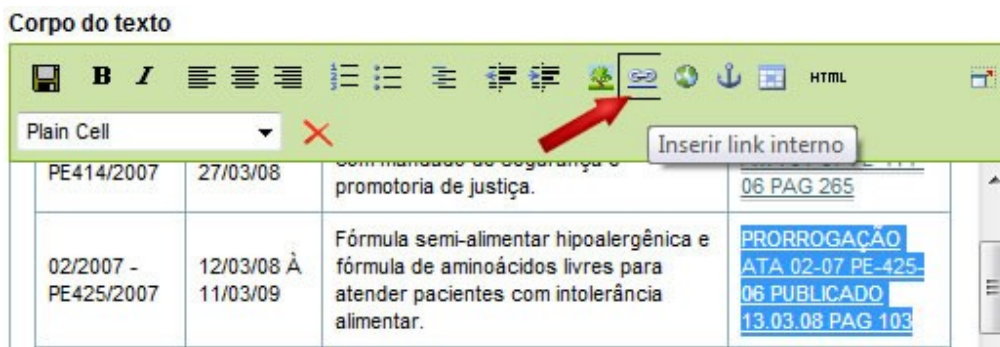 Corpo do texto
B I HTML
Plain Cell
Inserir link interno
PE414/2007 27/03/08 promotoria de justiça. 06 PAG 265
02/2007 -
PE425/2007
12/03/08 À
11/03/09
Fórmula semi-alimentar hipoalergênica e
fórmula de aminoácidos livres para
atender pacientes com intolerância
alimentar.
PRORROGAÇÃO
ATA 02-07 PE-425-
06 PUBLICADO
13.03.08 PAG 103